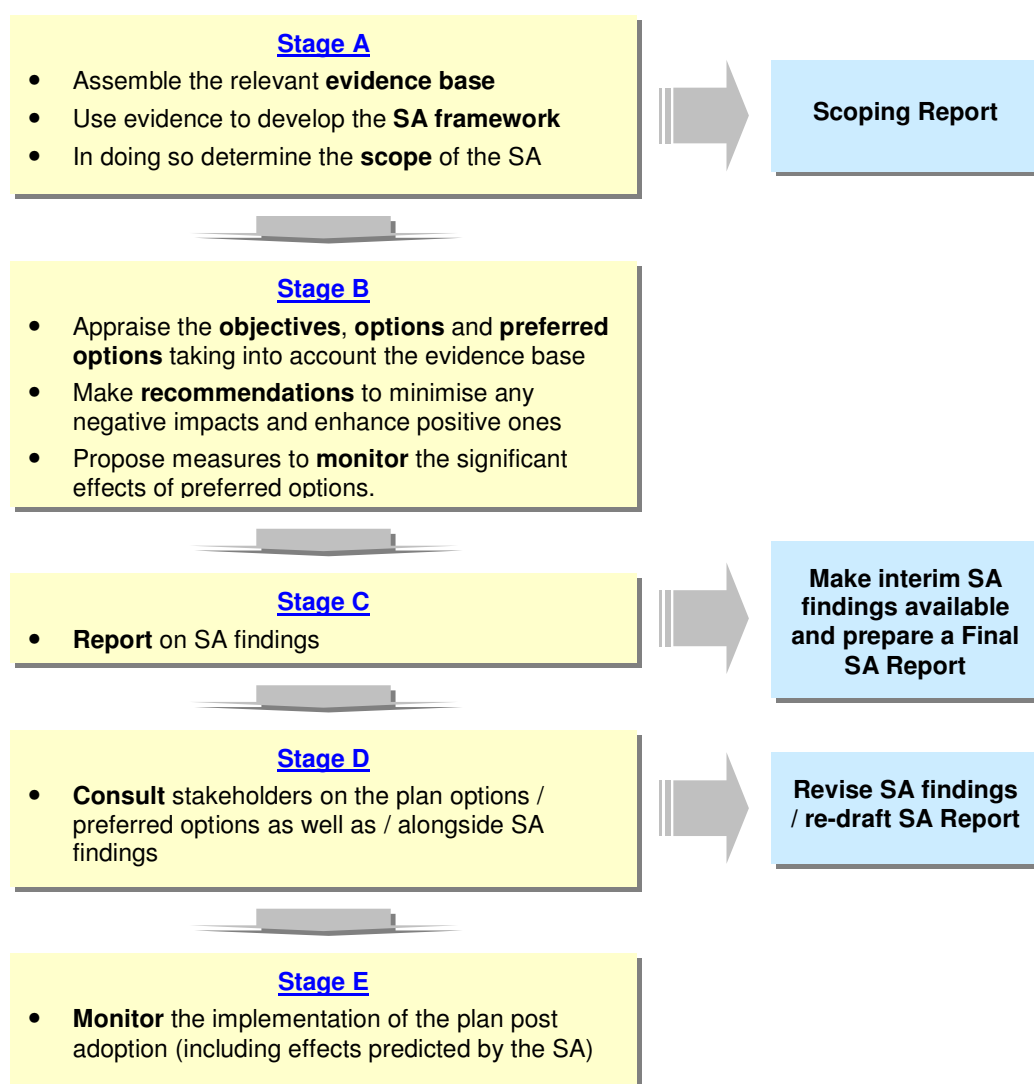 Stage A
• Assemble the relevant evidence base
• Use evidence to develop the SA framework
• In doing so determine the scope of the SA
Scoping Report
Stage B
• Appraise the objectives, options and preferred
options taking into account the evidence base
• Make recommendations to minimise any
negative impacts and enhance positive ones
• Propose measures to monitor the significant
effects of preferred options.
Stage C
• Report on SA findings
Make interim SA
findings available
and prepare a Final
SA Report
Stage D
• Consult stakeholders on the plan options /
preferred options as well as / alongside SA
findings
Revise SA findings
/ re-draft SA Report
Stage E
• Monitor the implementation of the plan post
adoption (including effects predicted by the SA)